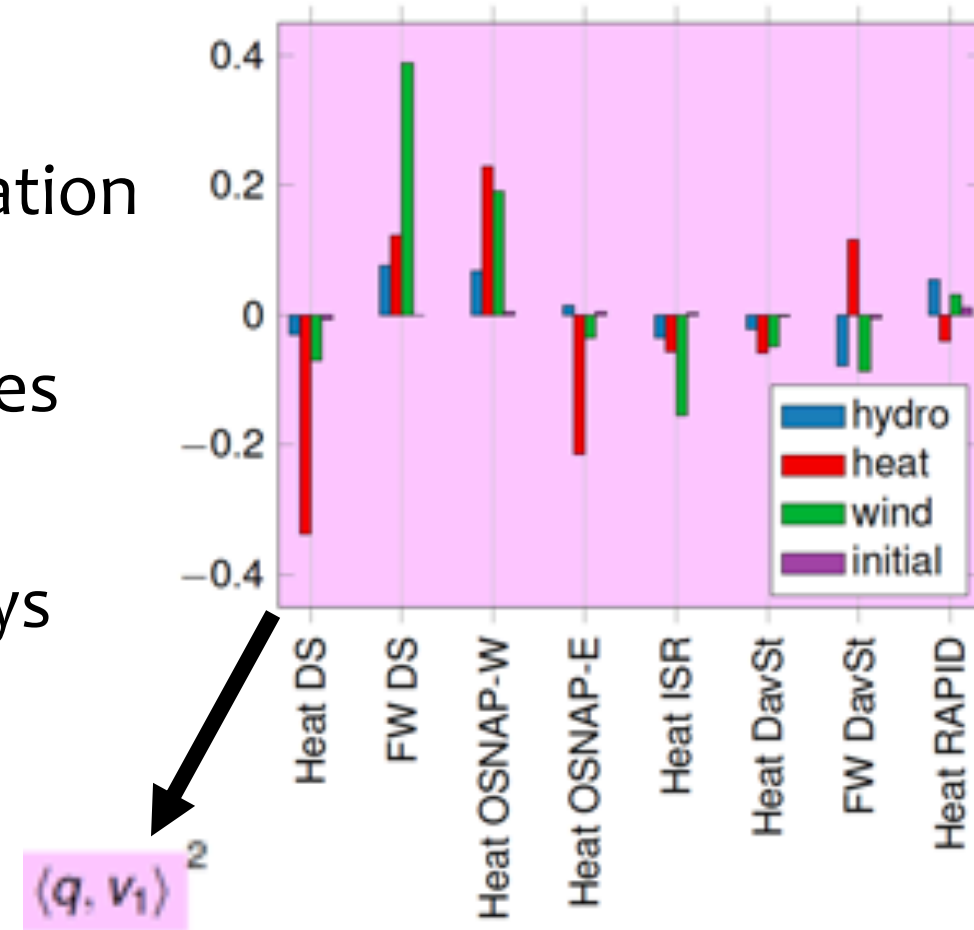 0.4
ation
0.2
0
es
−0.2
hydro
heat
wind
initial
−0.4
ys
Heat DS
FW DS
Heat OSNAP-W
Heat OSNAP-E
Heat ISR
Heat DavSt
FW DavSt
Heat RAPID
2
⟨q, v₁⟩